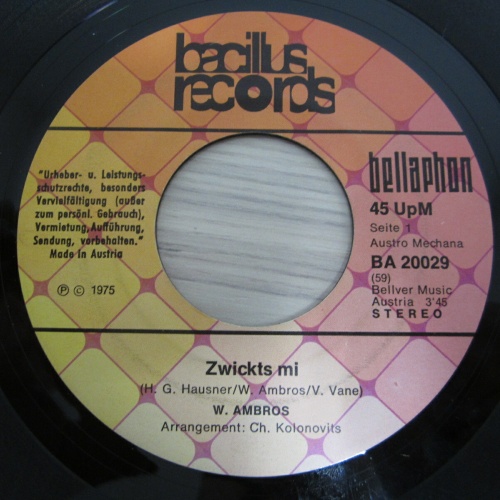 bacillus
records
"Urheber- u. Leistungs-
schutzrechte, besonders
Vervielfältigung (außer
zum persönl. Gebrauch),
Vermietung, Aufführung,
Sendung, vorbehalten."
Made in Austria
Ⓟ © 1975
bellaphon
45 UpM
Seite 1
Austro Mechana
BA 20029
(59)
Bellver Music
Austria 3'45
STEREO
Zwickts mi
(H. G. Hausner/W. Ambros/V. Vane)
W. AMBROS
Arrangement: Ch. Kolonovits